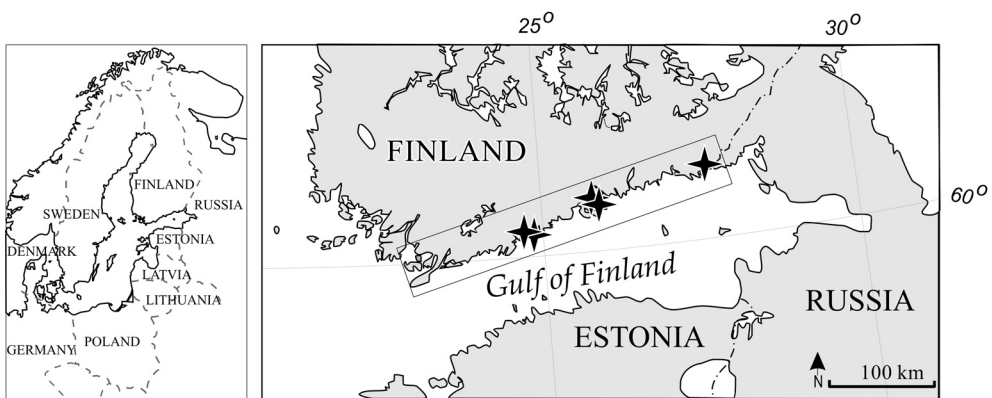 25°
30°
60°
FINLAND
SWEDEN
RUSSIA
DENMARK
ESTONIA
LATVIA
LITHUANIA
POLAND
GERMANY
FINLAND
Gulf of Finland
RUSSIA
ESTONIA
N
100 km